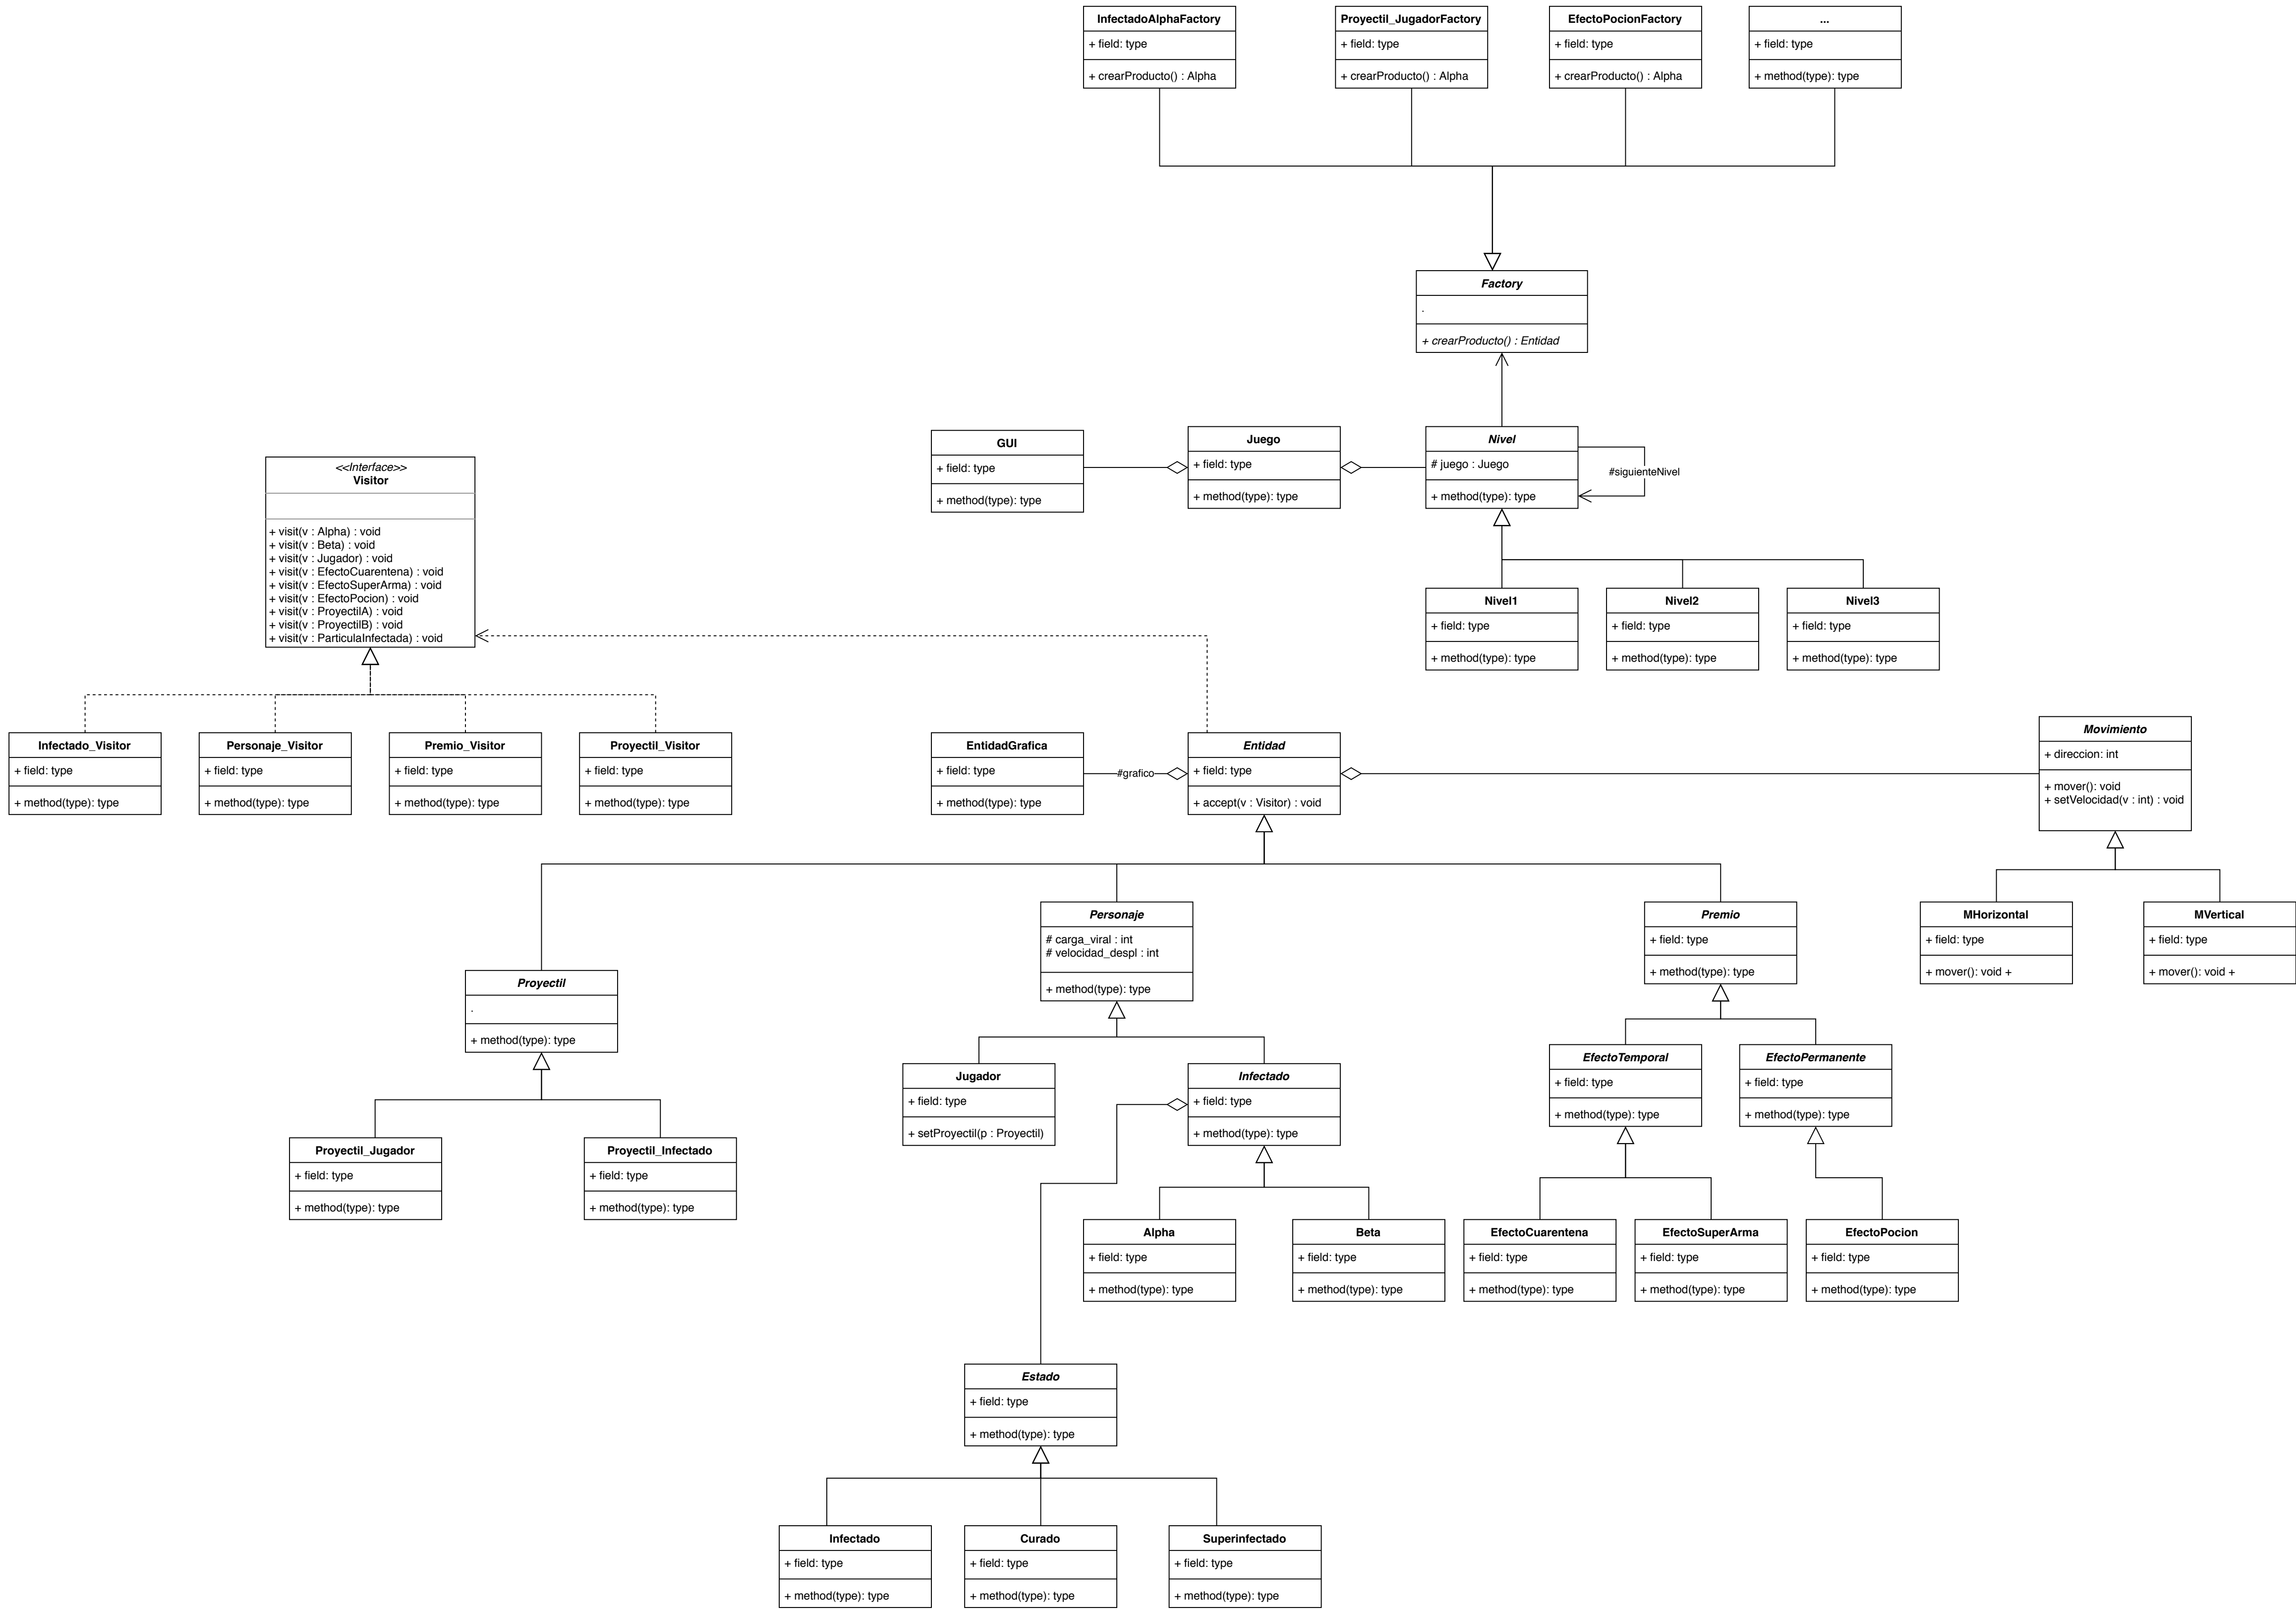 InfectadoAlphaFactory
+ field: type
+ crearProducto() : Alpha
Proyectil_JugadorFactory
+ field: type
+ crearProducto() : Alpha
EfectoPocionFactory
+ field: type
+ crearProducto() : Alpha
...
+ field: type
+ method(type): type
Factory
.
+ crearProducto() : Entidad
GUI
+ field: type
+ method(type): type
Juego
+ field: type
+ method(type): type
Nivel
# juego : Juego
+ method(type): type
#siguienteNivel
<<Interface>>
Visitor
+ visit(v : Alpha) : void
+ visit(v : Beta) : void
+ visit(v : Jugador) : void
+ visit(v : EfectoCuarentena) : void
+ visit(v : EfectoSuperArma) : void
+ visit(v : EfectoPocion) : void
+ visit(v : ProyectilA) : void
+ visit(v : ProyectilB) : void
+ visit(v : ParticulaInfectada) : void
Nivel1
+ field: type
+ method(type): type
Nivel2
+ field: type
+ method(type): type
Nivel3
+ field: type
+ method(type): type
Infectado_Visitor
+ field: type
+ method(type): type
Personaje_Visitor
+ field: type
+ method(type): type
Premio_Visitor
+ field: type
+ method(type): type
Proyectil_Visitor
+ field: type
+ method(type): type
EntidadGrafica
+ field: type
+ method(type): type
#grafico
Entidad
+ field: type
+ accept(v : Visitor) : void
Movimiento
+ direccion: int
+ mover(): void
+ setVelocidad(v : int) : void
Proyectil
.
+ method(type): type
Personaje
# carga_viral : int
# velocidad_despl : int
+ method(type): type
Premio
+ field: type
+ method(type): type
MHorizontal
+ field: type
+ mover(): void +
MVertical
+ field: type
+ mover(): void +
Proyectil_Jugador
+ field: type
+ method(type): type
Proyectil_Infectado
+ field: type
+ method(type): type
Jugador
+ field: type
+ setProyectil(p : Proyectil)
Infectado
+ field: type
+ method(type): type
EfectoTemporal
+ field: type
+ method(type): type
EfectoPermanente
+ field: type
+ method(type): type
Alpha
+ field: type
+ method(type): type
Beta
+ field: type
+ method(type): type
EfectoCuarentena
+ field: type
+ method(type): type
EfectoSuperArma
+ field: type
+ method(type): type
EfectoPocion
+ field: type
+ method(type): type
Estado
+ field: type
+ method(type): type
Infectado
+ field: type
+ method(type): type
Curado
+ field: type
+ method(type): type
Superinfectado
+ field: type
+ method(type): type